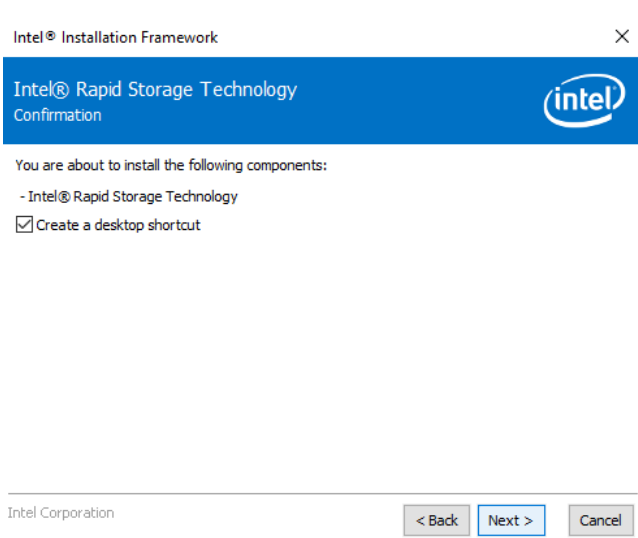 Intel® Installation Framework
Intel® Rapid Storage Technology
Confirmation
intel
You are about to install the following components:
- Intel® Rapid Storage Technology
Create a desktop shortcut
Intel Corporation
< Back
Next >
Cancel